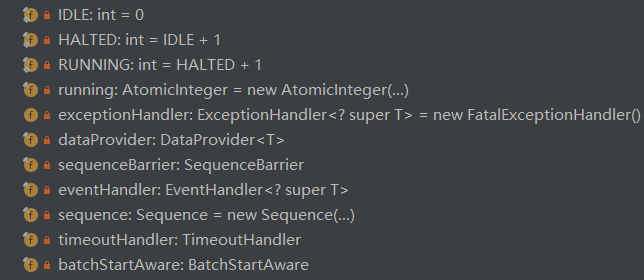 IDLE: int = 0
HALTED: int = IDLE + 1
RUNNING: int = HALTED + 1
running: AtomicInteger = new AtomicInteger(...)
exceptionHandler: ExceptionHandler<? super T> = new FatalExceptionHandler()
dataProvider: DataProvider<T>
sequenceBarrier: SequenceBarrier
eventHandler: EventHandler<? super T>
sequence: Sequence = new Sequence(...)
timeoutHandler: TimeoutHandler
batchStartAware: BatchStartAware